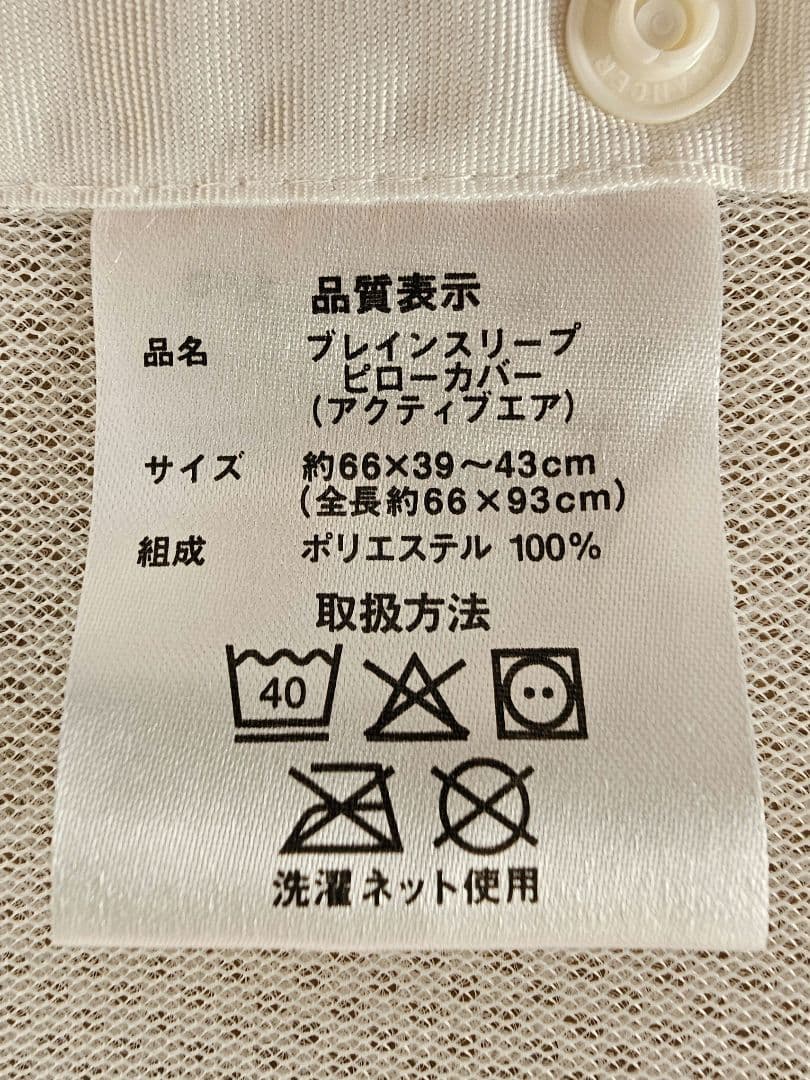 品質表示
品名 ブレインスリープ
ピローカバー
(アクティブエア)
サイズ 約66×39～43cm
(全長約66×93cm)
組成 ポリエステル 100%
取扱方法
40
洗濯ネット使用